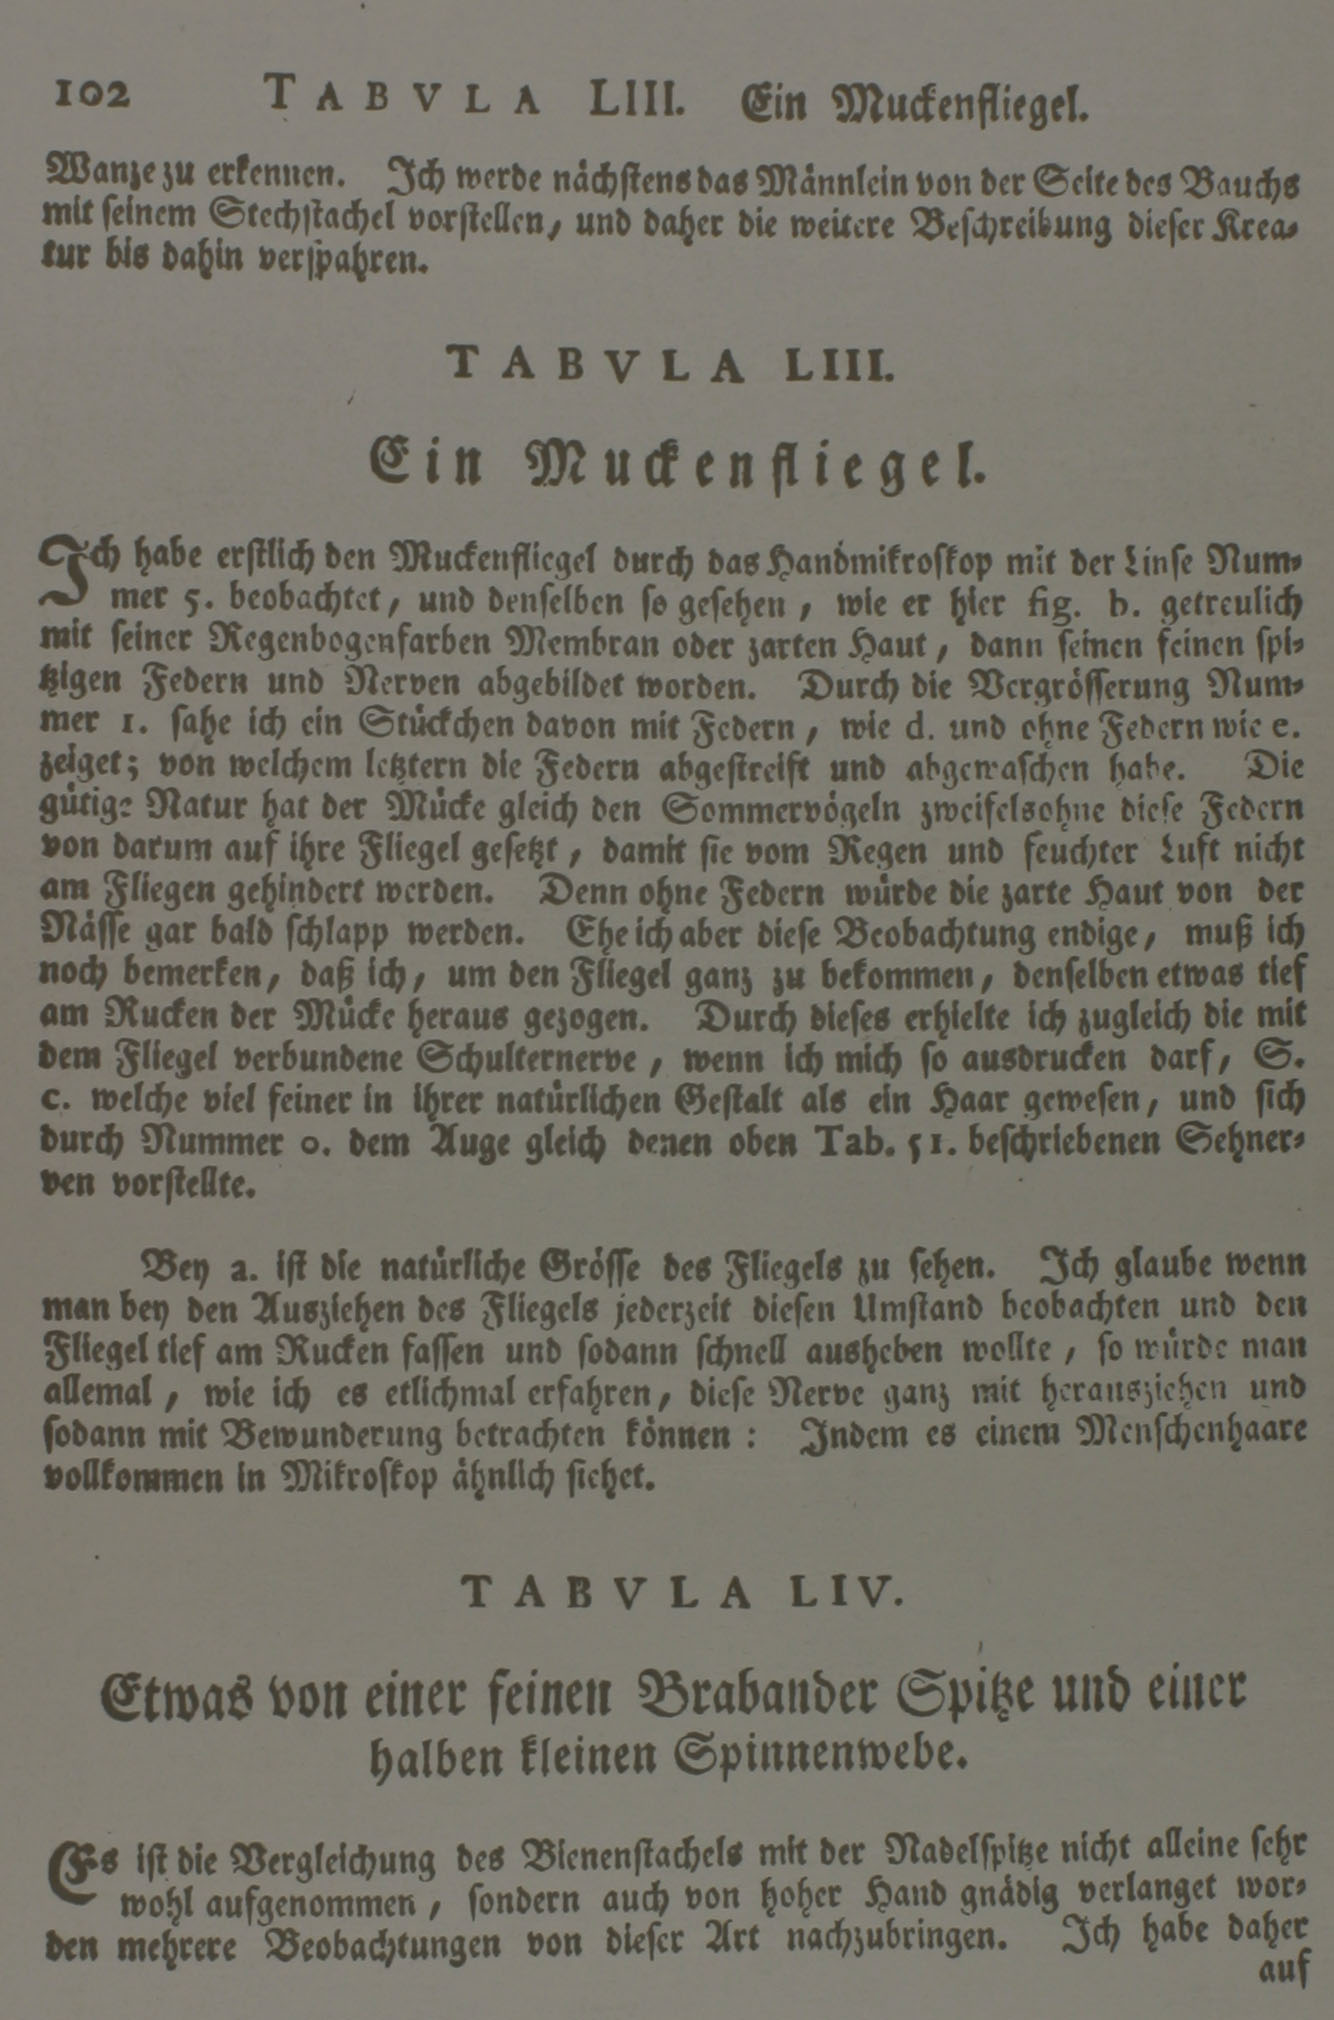 102 TABVLA LIII. Ein Muckenfliegel.
Wanze zu erkennen. Ich werde nächstens das Männlein von der Seite des Bauchs
mit seinem Stechstachel vorstellen, und daher die weitere Beschreibung dieser Krea-
tur bis dahin verspahren.
TABVLA LIII.
Ein Muckenfliegel.
Ich habe erstlich den Muckenfliegel durch das Handmikroskop mit der Linse Num-
mer 5. beobachtet, und denselben so gesehen, wie er hier fig. b. getreulich
mit seiner Regenbogenfarben Membran oder zarten Haut, dann seinen feinen spi-
tzigen Federn und Nerven abgebildet worden. Durch die Vergrösserung Num-
mer 1. sahe ich ein Stückchen davon mit Federn, wie d. und ohne Federn wie e.
zeiget; von welchem letztern die Federn abgestreift und abgewaschen habe. Die
gütige Natur hat der Mücke gleich den Sommervögeln zweifelsohne diese Federn
von darum auf ihre Fliegel gesetzt, damit sie vom Regen und feuchter Luft nicht
am Fliegen gehindert werden. Denn ohne Federn würde die zarte Haut von der
Nässe gar bald schlapp werden. Ehe ich aber diese Beobachtung endige, muß ich
noch bemerken, daß ich, um den Fliegel ganz zu bekommen, denselben etwas tief
am Rucken der Mücke heraus gezogen. Durch dieses erhielte ich zugleich die mit
dem Fliegel verbundene Schulternerve, wenn ich mich so ausdrucken darf, S.
c. welche viel feiner in ihrer natürlichen Gestalt als ein Haar gewesen, und sich
durch Nummer 0. dem Auge gleich denen oben Tab. 51. beschriebenen Sehner-
ven vorstellte.
Bey a. ist die natürliche Grösse des Fliegels zu sehen. Ich glaube wenn
man bey den Ausziehen des Fliegels jederzeit diesen Umstand beobachten und den
Fliegel tief am Rucken fassen und sodann schnell ausheben wollte, so würde man
allemal, wie ich es etlichmal erfahren, diese Nerve ganz mit herausziehen und
sodann mit Bewunderung betrachten können: Indem es einem Menschenhaare
vollkommen in Mikroskop ähnlich siehet.
TABVLA LIV.
Etwas von einer feinen Brabander Spitze und einer
halben kleinen Spinnenwebe.
Es ist die Vergleichung des Bienenstachels mit der Nadelspitze nicht alleine sehr
wohl aufgenommen, sondern auch von hoher Hand gnädig verlanget wor-
den mehrere Beobachtungen von dieser Art nachzubringen. Ich habe daher
auf